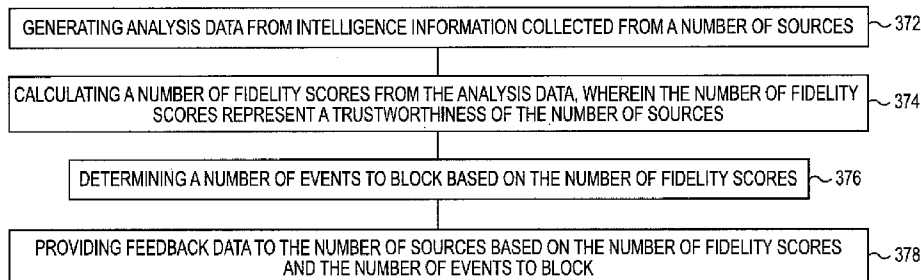 GENERATING ANALYSIS DATA FROM INTELLIGENCE INFORMATION COLLECTED FROM A NUMBER OF SOURCES
372
CALCULATING A NUMBER OF FIDELITY SCORES FROM THE ANALYSIS DATA, WHEREIN THE NUMBER OF FIDELITY
SCORES REPRESENT A TRUSTWORTHINESS OF THE NUMBER OF SOURCES
374
DETERMINING A NUMBER OF EVENTS TO BLOCK BASED ON THE NUMBER OF FIDELITY SCORES
376
PROVIDING FEEDBACK DATA TO THE NUMBER OF SOURCES BASED ON THE NUMBER OF FIDELITY SCORES
AND THE NUMBER OF EVENTS TO BLOCK
378